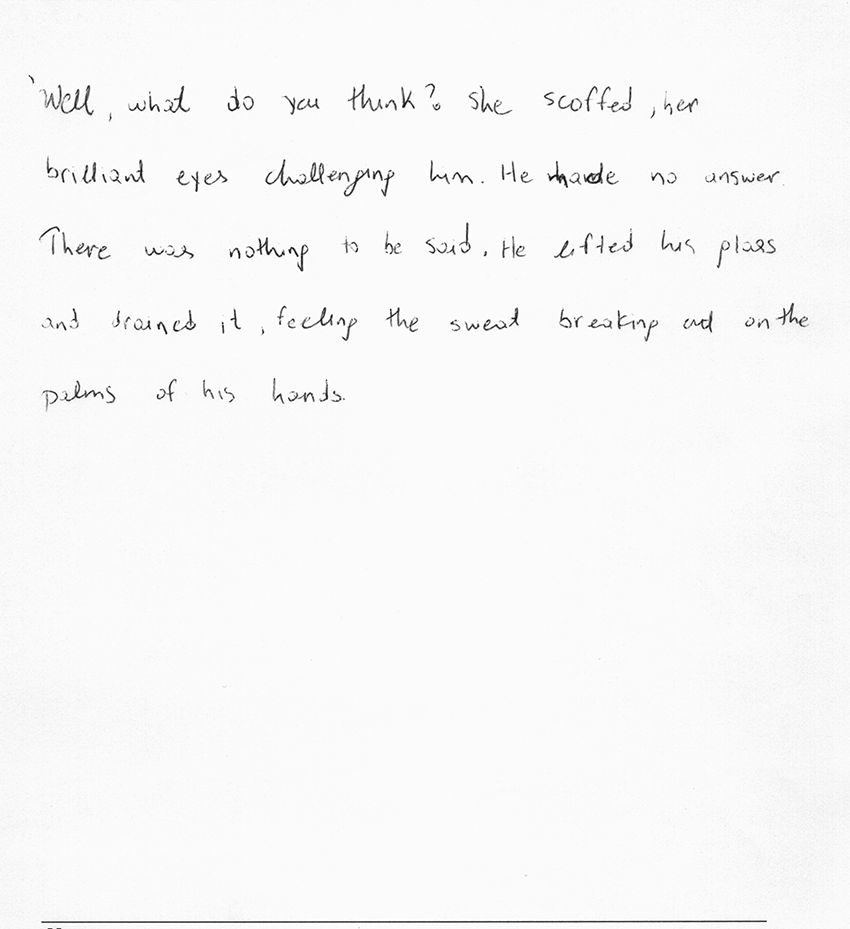 'Well, what do you think? She scoffed, her
brilliant eyes challenging him. He made no answer.
There was nothing to be said. He lifted his glass
and drained it, feeling the sweat breaking out on the
palms of his hands.